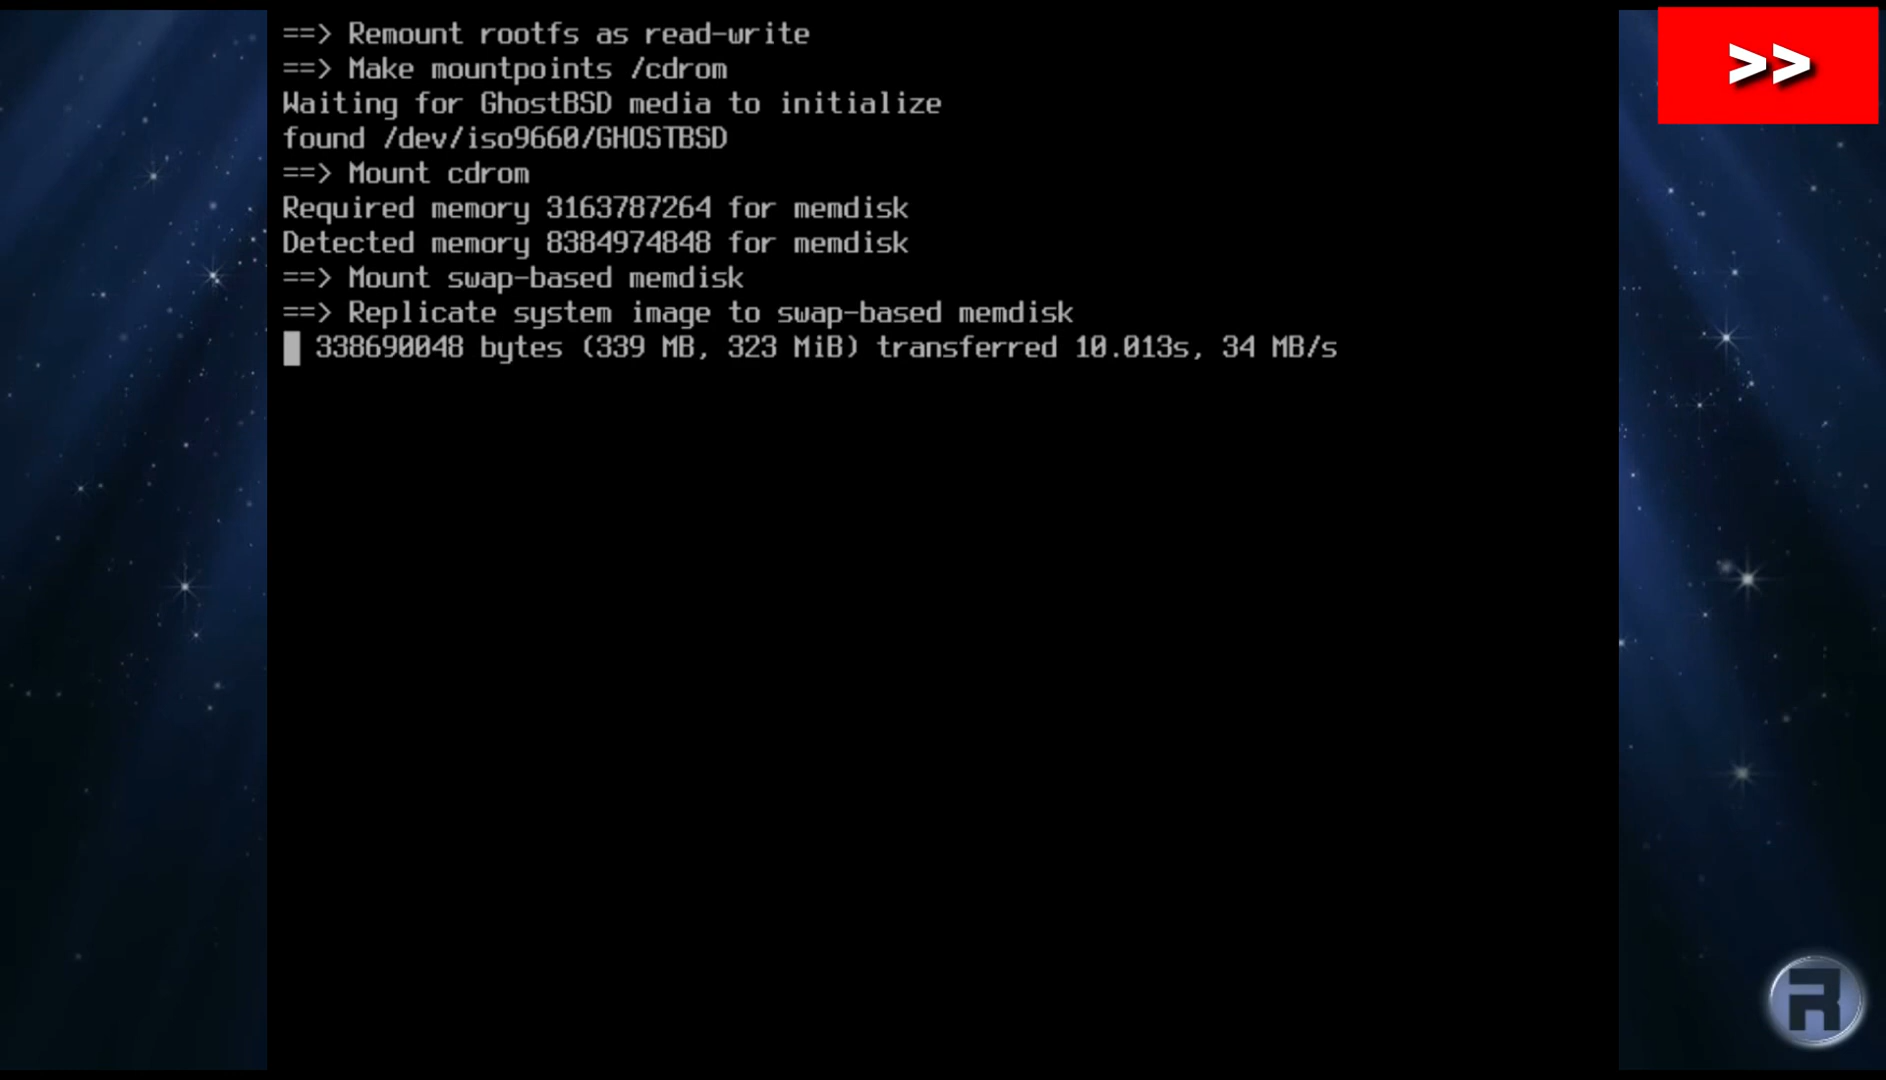 ==> Remount rootfs as read-write
>>
==> Make mountpoints /cdrom
Waiting for GhostBSD media to initialize
found /dev/iso9660/GHOSTBSD
==> Mount cdrom
Required memory 3163787264 for memdisk
Detected memory 8384974848 for memdisk
==> Mount swap-based memdisk
==> Replicate system image to swap-based memdisk
338690048 bytes (339 MB, 323 MiB) transferred 10.013s, 34 MB/s
R